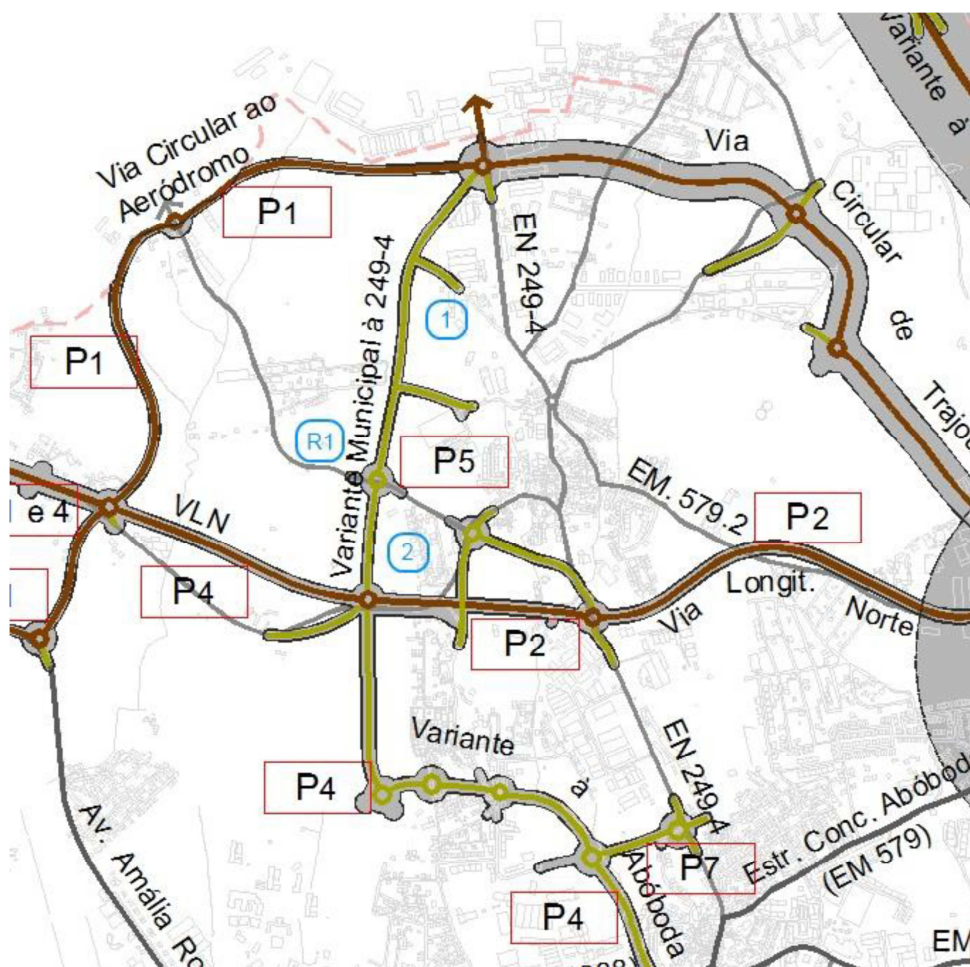 Variante à
Via Circular ao
Aeródromo
Via
Circular
de
P1
EN 249-4
Variante Municipal à 249-4
1
P1
R1
P5
EM. 579.2
P2
e 4
VLN
2
P4
Longit.
Via
Norte
P2
Variante
à
Abóboda
P4
EN 249-4
P7
Estr. Conc. Abóbod
(EM 579)
Av. Amália Ro
P4
EM